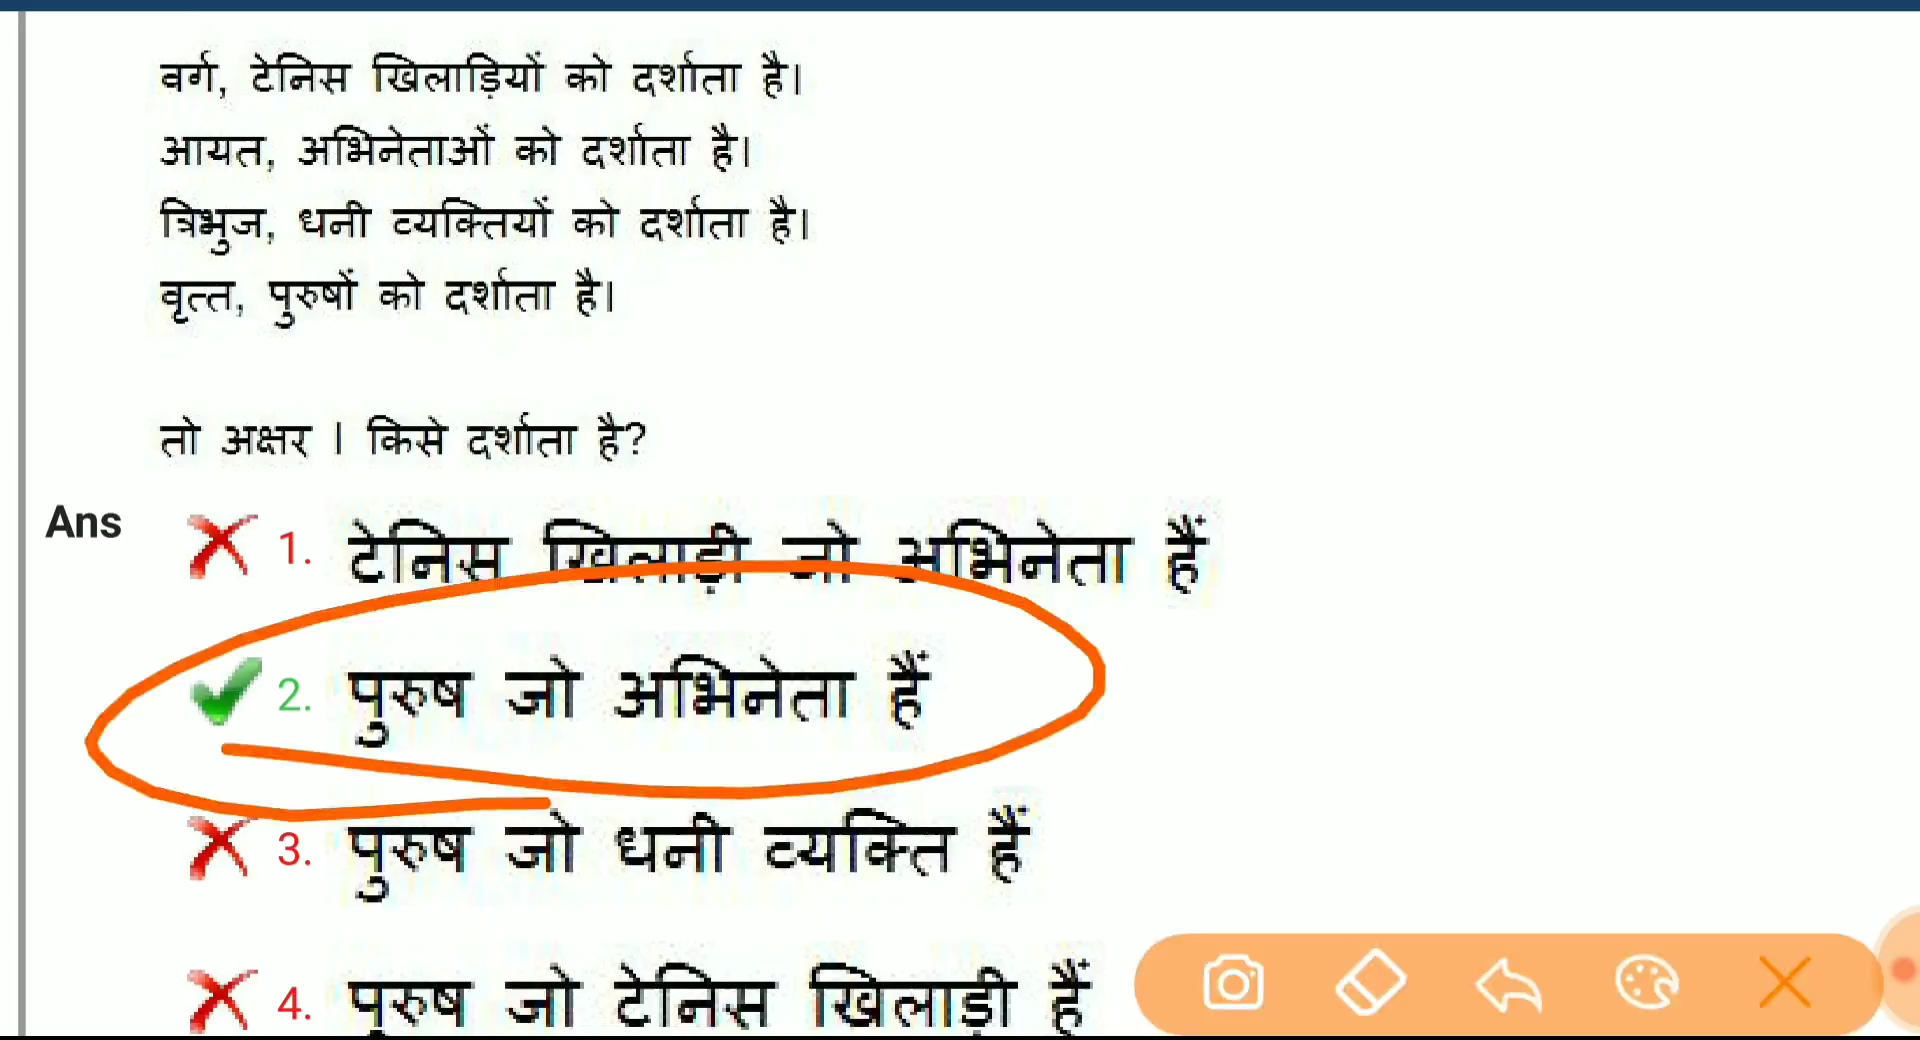 वर्ग, टेनिस खिलाड़ियों को दर्शाता है।
आयत, अभिनेताओं को दर्शाता है।
त्रिभुज, धनी व्यक्तियों को दर्शाता है।
वृत्त, पुरुषों को दर्शाता है।
तो अक्षर I किसे दर्शाता है?
Ans 1. टेनिस खिलाड़ी जो अभिनेता हैं
2. पुरुष जो अभिनेता हैं
3. पुरुष जो धनी व्यक्ति हैं
4. पुरुष जो टेनिस खिलाड़ी हैं